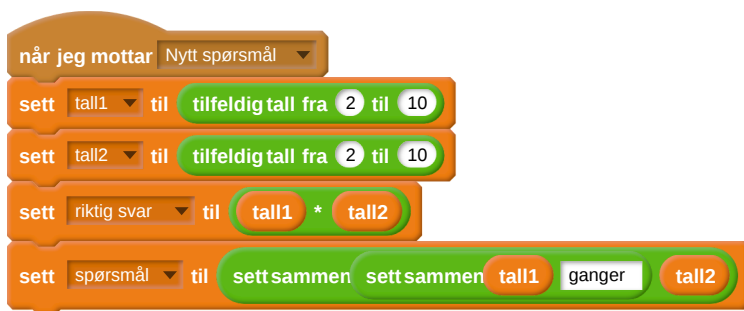 når jeg mottar Nytt spørsmål
sett tall1 til tilfeldig tall fra 2 til 10
sett tall2 til tilfeldig tall fra 2 til 10
sett riktig svar til tall1 * tall2
sett spørsmål til sett sammen sett sammen tall1 ganger tall2